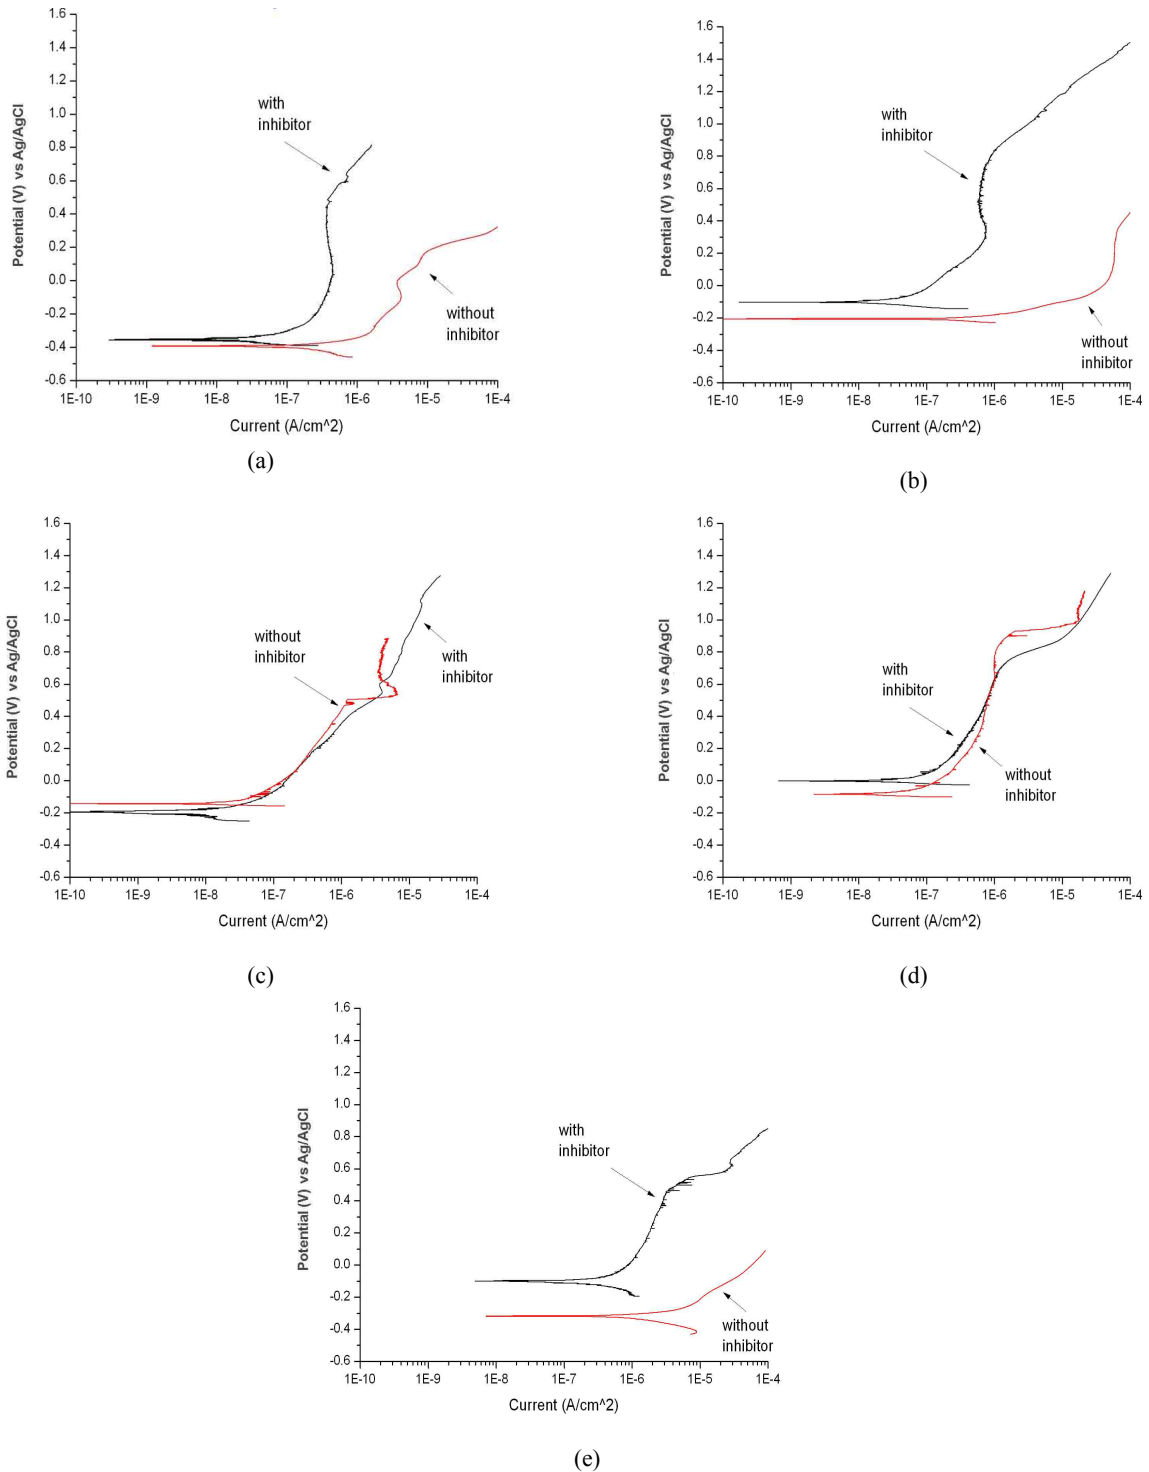 1.6
1.4
1.2
1.0
0.8
0.6
0.4
0.2
0.0
-0.2
-0.4
-0.6
Potential (V) vs Ag/AgCl
with
inhibitor
without
inhibitor
1E-10 1E-9 1E-8 1E-7 1E-6 1E-5 1E-4
Current (A/cm^2)
(a)
1.6
1.4
1.2
1.0
0.8
0.6
0.4
0.2
0.0
-0.2
-0.4
-0.6
Potential (V) vs Ag/AgCl
with
inhibitor
without
inhibitor
1E-10 1E-9 1E-8 1E-7 1E-6 1E-5 1E-4
Current (A/cm^2)
(b)
1.6
1.4
1.2
1.0
0.8
0.6
0.4
0.2
0.0
-0.2
-0.4
-0.6
Potential (V) vs Ag/AgCl
without
inhibitor
with
inhibitor
1E-10 1E-9 1E-8 1E-7 1E-6 1E-5 1E-4
Current (A/cm^2)
(c)
1.6
1.4
1.2
1.0
0.8
0.6
0.4
0.2
0.0
-0.2
-0.4
-0.6
Potential (V) vs Ag/AgCl
with
inhibitor
without
inhibitor
1E-10 1E-9 1E-8 1E-7 1E-6 1E-5 1E-4
Current (A/cm^2)
(d)
1.6
1.4
1.2
1.0
0.8
0.6
0.4
0.2
0.0
-0.2
-0.4
-0.6
Potential (V) vs Ag/AgCl
with
inhibitor
without
inhibitor
1E-10 1E-9 1E-8 1E-7 1E-6 1E-5 1E-4
Current (A/cm^2)
(e)